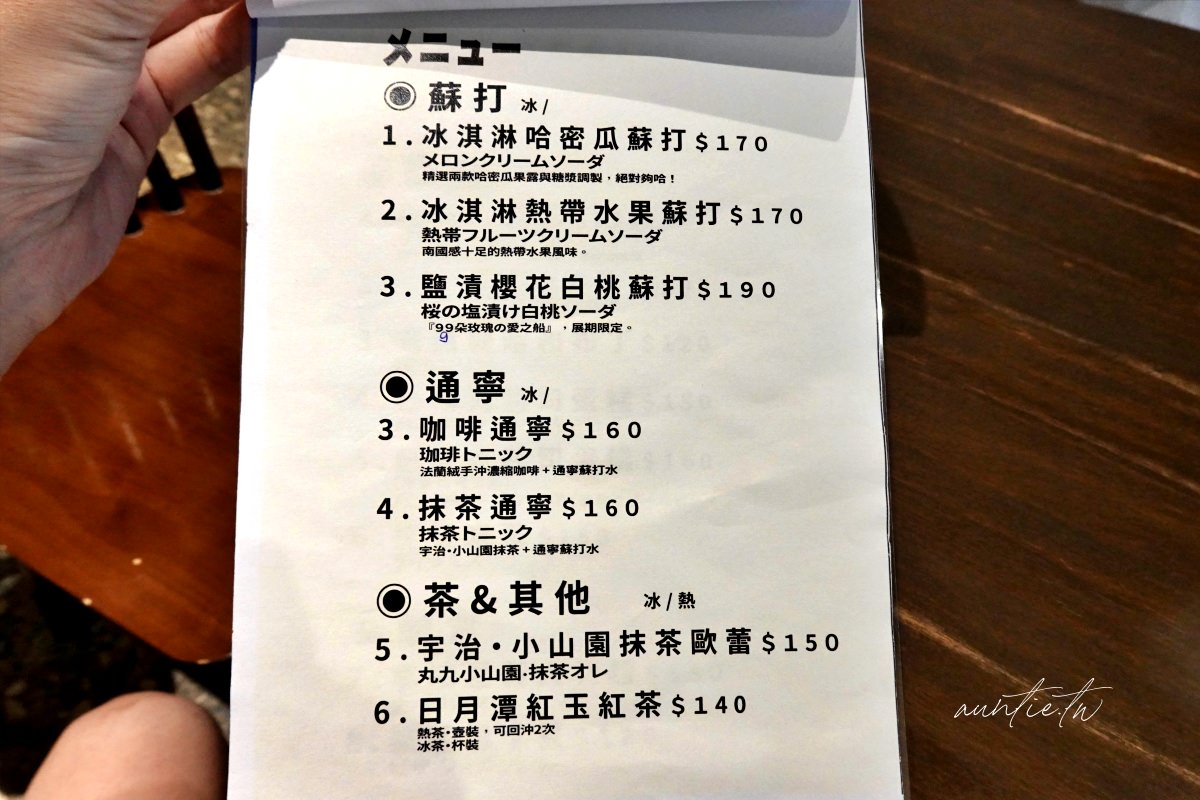 メニュー
蘇打 冰/
1.冰淇淋哈密瓜蘇打$170
メロンクリームソーダ
精選兩款哈密瓜果露與糖漿調製，絕對夠哈！
2.冰淇淋熱帶水果蘇打$170
熱帯フルーツクリームソーダ
南國感十足的熱帶水果風味。
3.鹽漬櫻花白桃蘇打$190
桜の塩漬け白桃ソーダ
『99朵玫瑰の愛之船』，展期限定。
9
通寧 冰/
3.咖啡通寧$160
珈琲トニック
法蘭絨手沖濃縮咖啡+通寧蘇打水
4.抹茶通寧$160
抹茶トニック
宇治·小山園抹茶+通寧蘇打水
茶&其他 冰/熱
5.宇治·小山園抹茶歐蕾$150
丸九小山園·抹茶オレ
6.日月潭紅玉紅茶$140
熱茶·壺裝，可回沖2次
冰茶·杯裝
auntie.tw